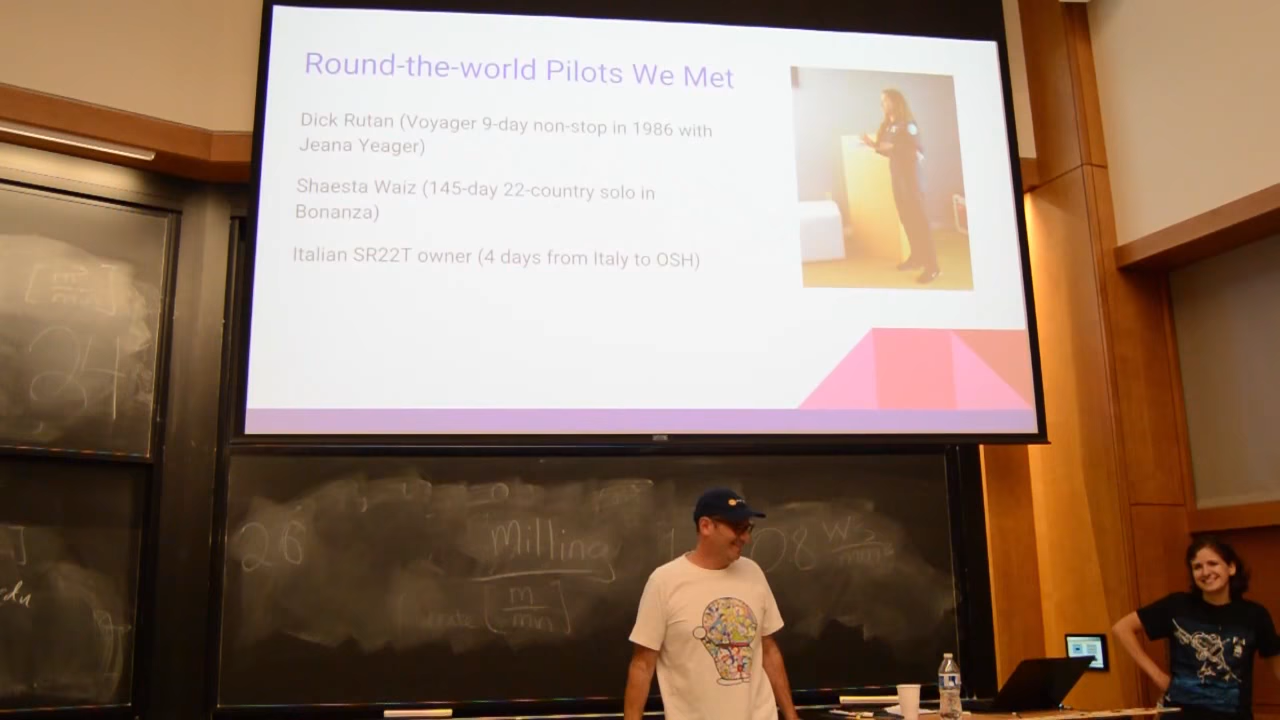 Round-the-world Pilots We Met
Dick Rutan (Voyager 9-day non-stop in 1986 with
Jeana Yeager)
Shaesta Waiz (145-day 22-country solo in
Bonanza)
Italian SR22T owner (4 days from Italy to OSH)
24
26
Milling
m